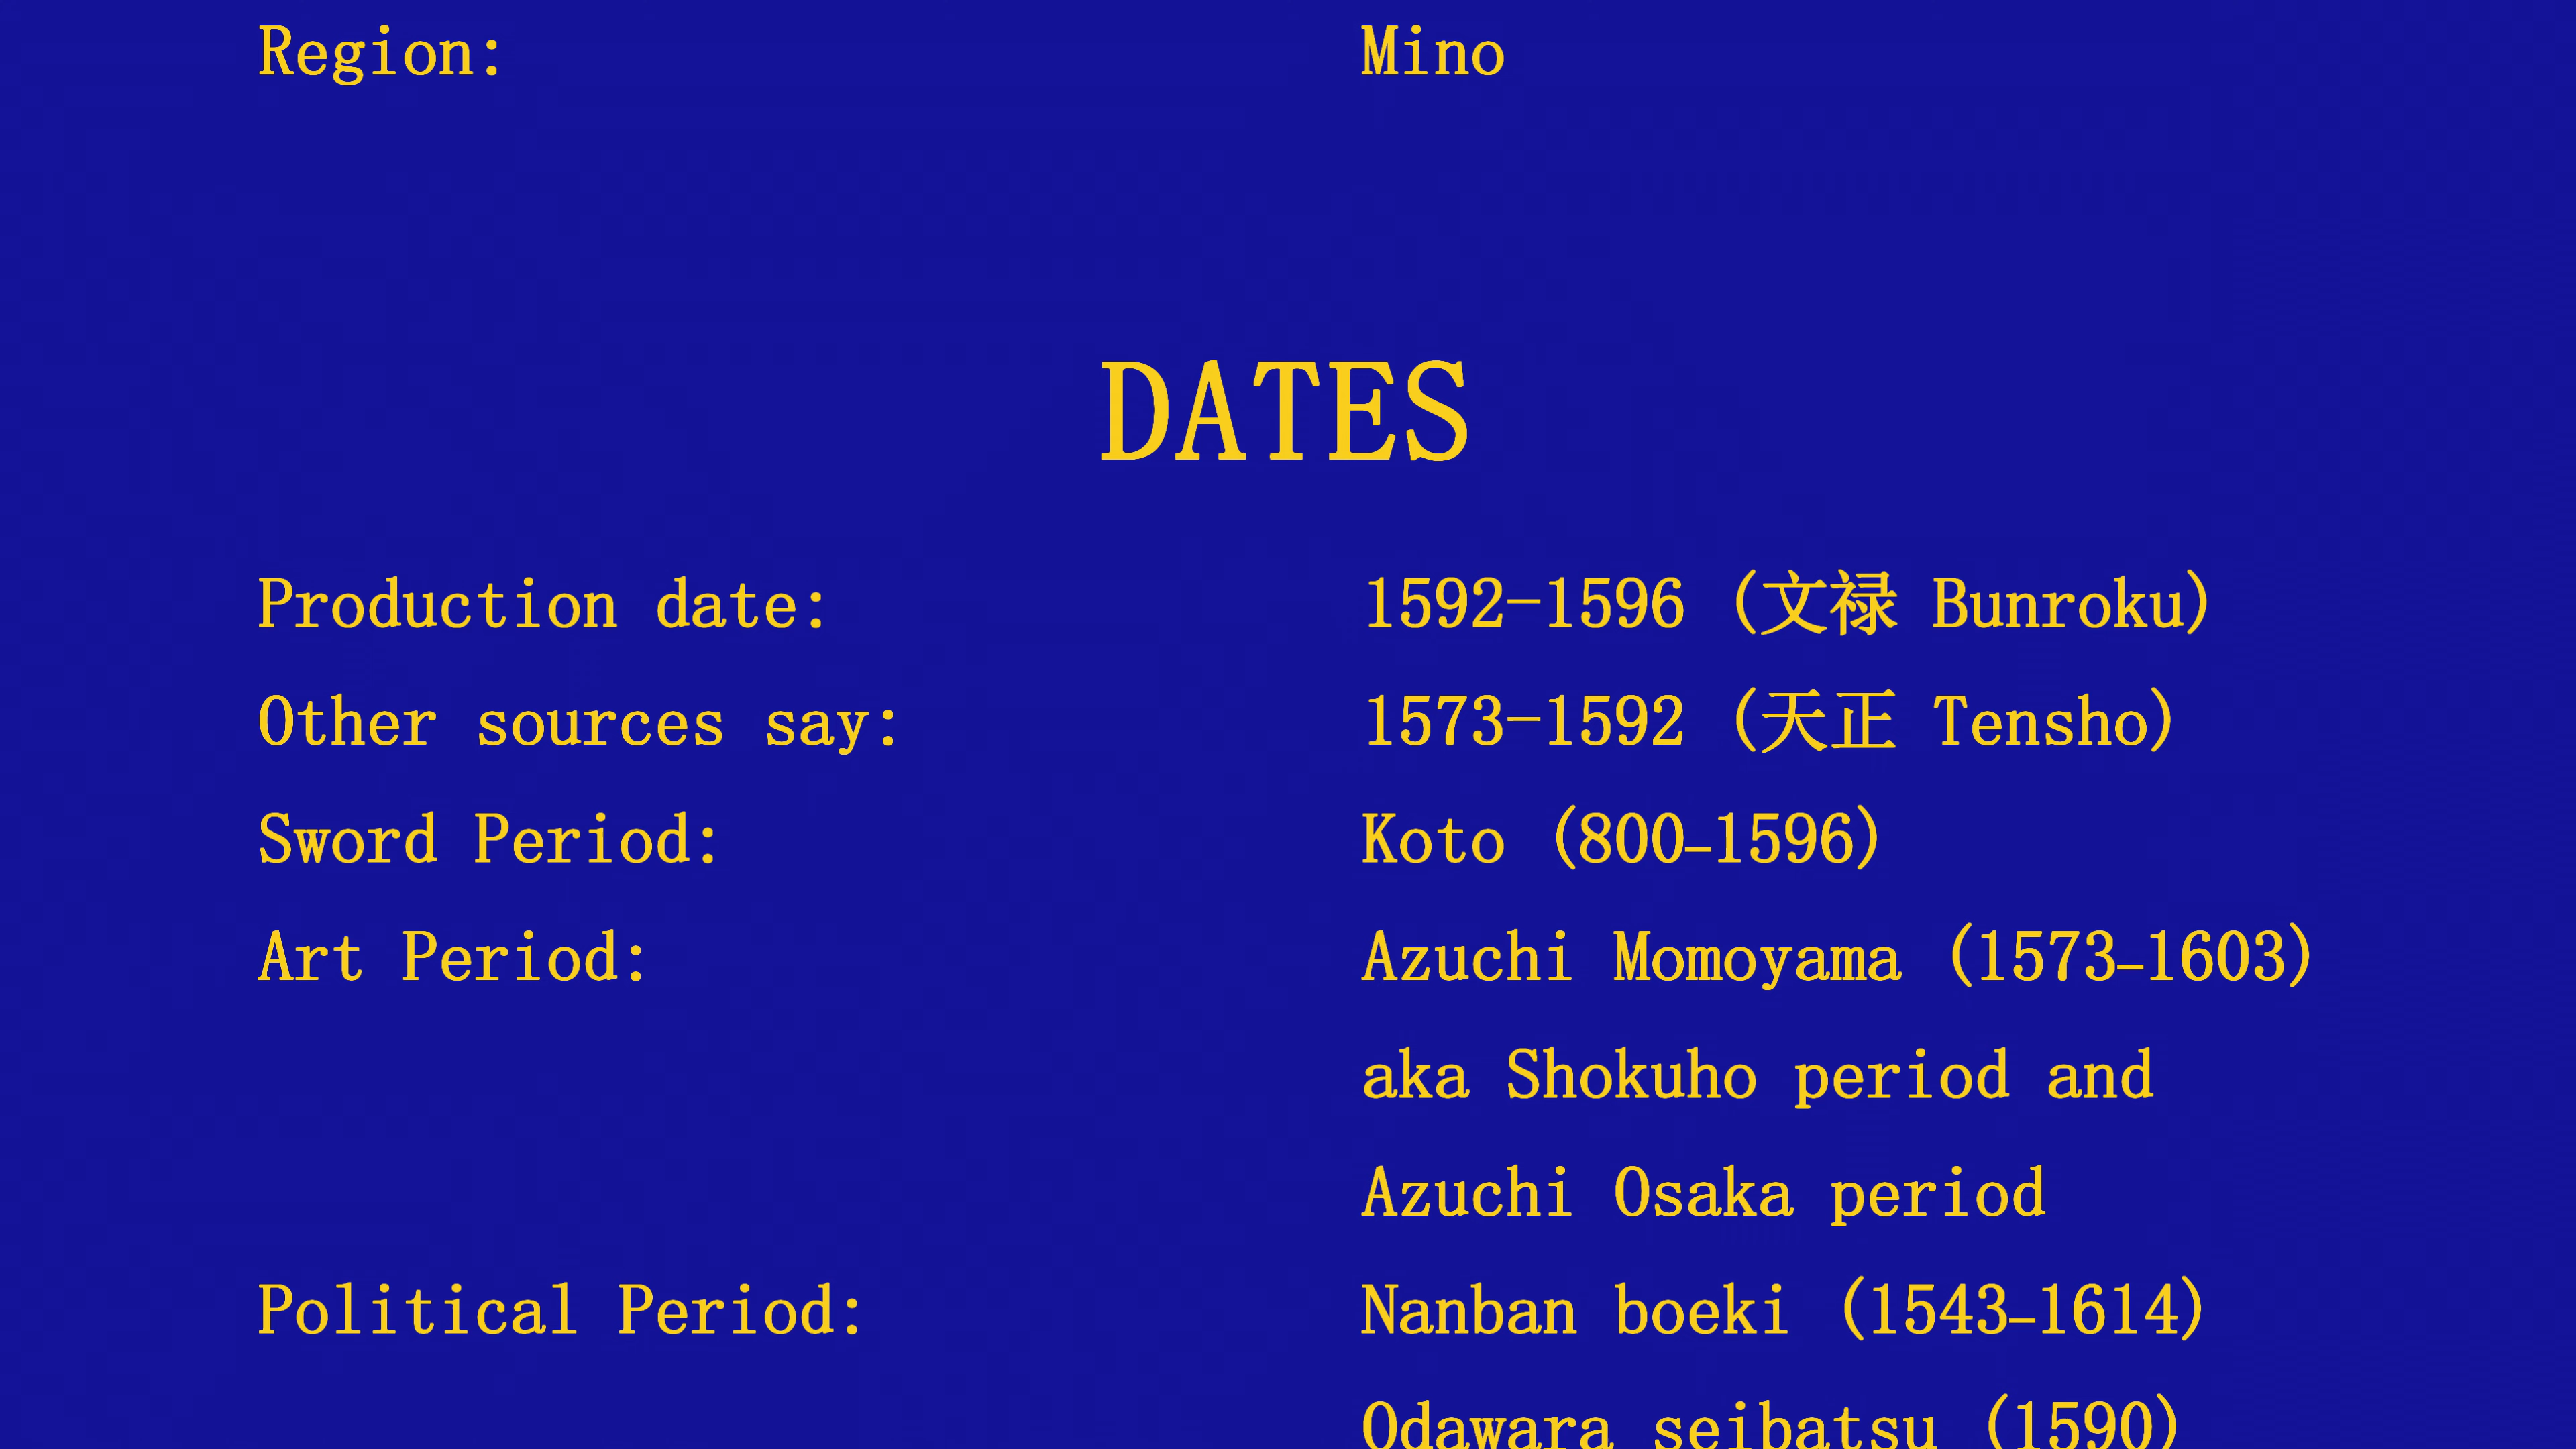 Region: Mino
DATES
Production date: 1592-1596 (文禄 Bunroku)
Other sources say: 1573-1592 (天正 Tensho)
Sword Period: Koto (800–1596)
Art Period: Azuchi Momoyama (1573–1603)
aka Shokuho period and
Azuchi Osaka period
Political Period: Nanban boeki (1543–1614)
Odawara seibatsu (1590)